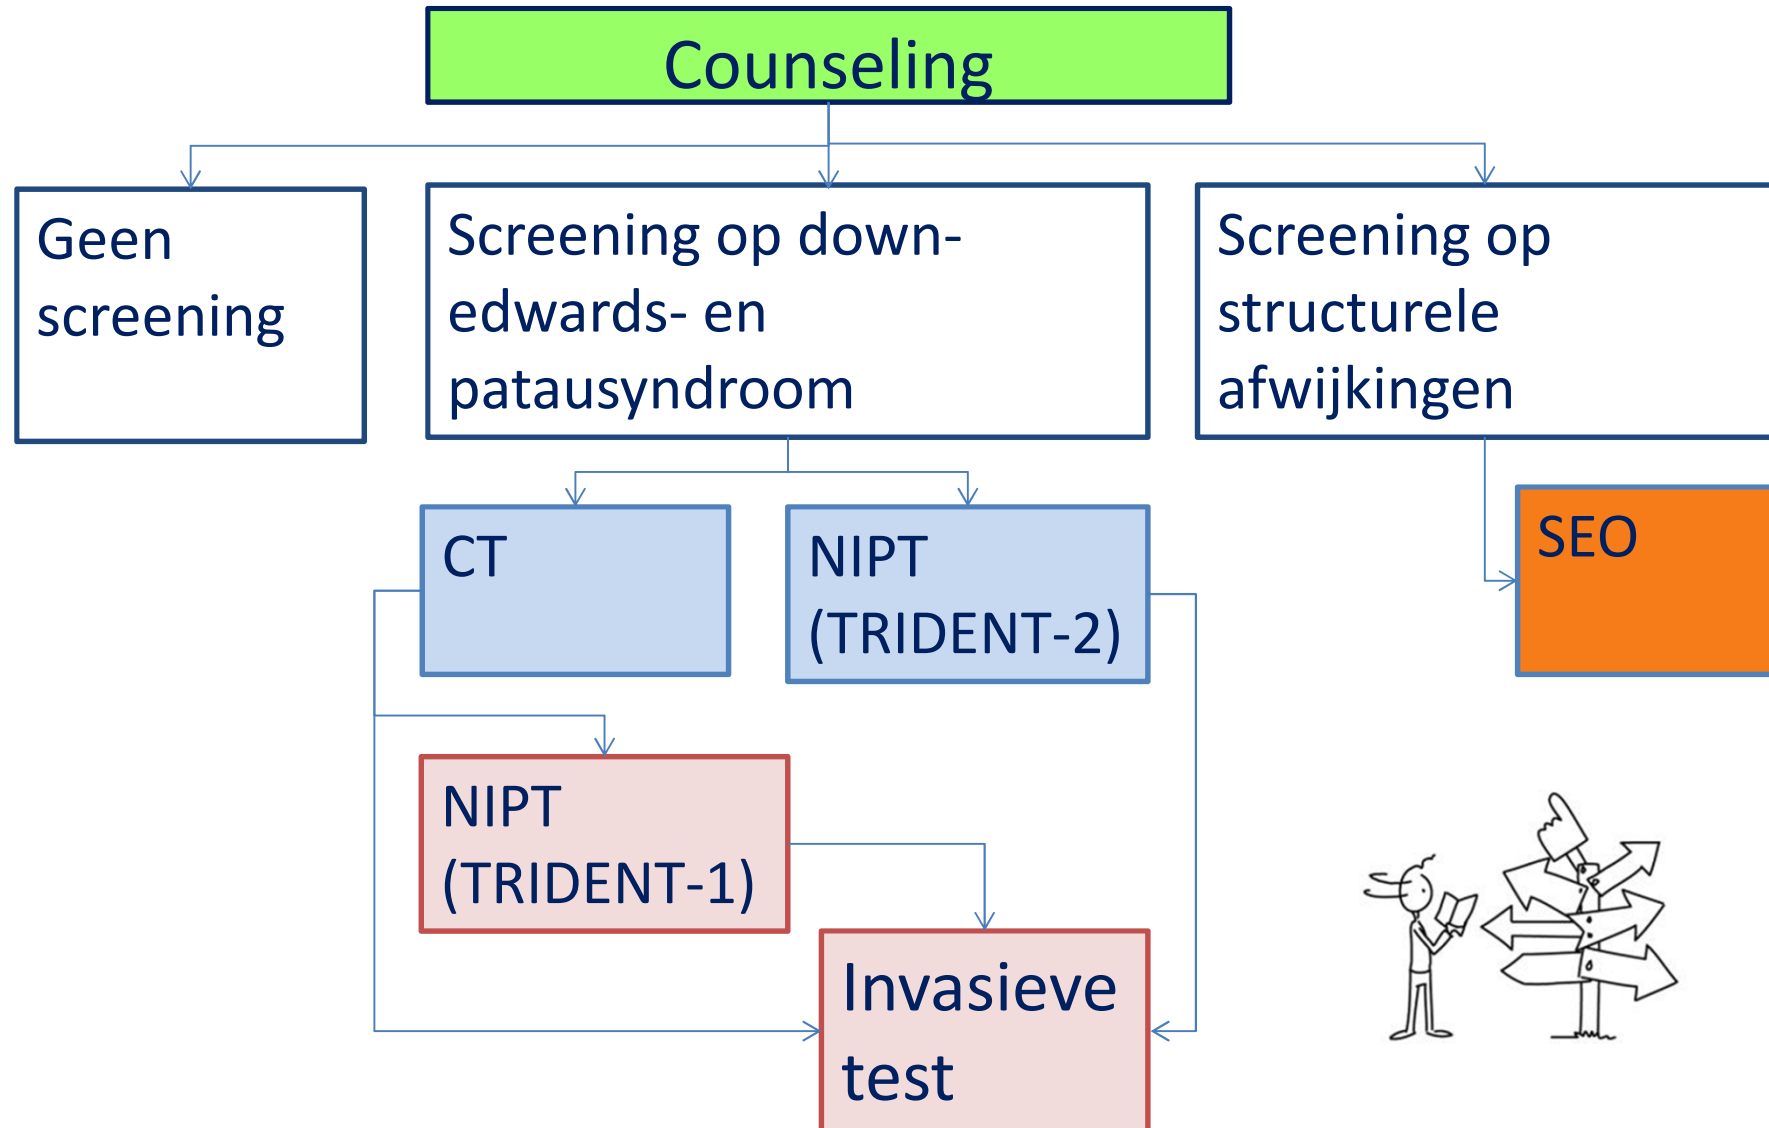 Counseling
Geen
screening
Screening op down-
edwards- en
patausyndroom
Screening op
structurele
afwijkingen
CT
NIPT
(TRIDENT-2)
SEO
NIPT
(TRIDENT-1)
Invasieve
test